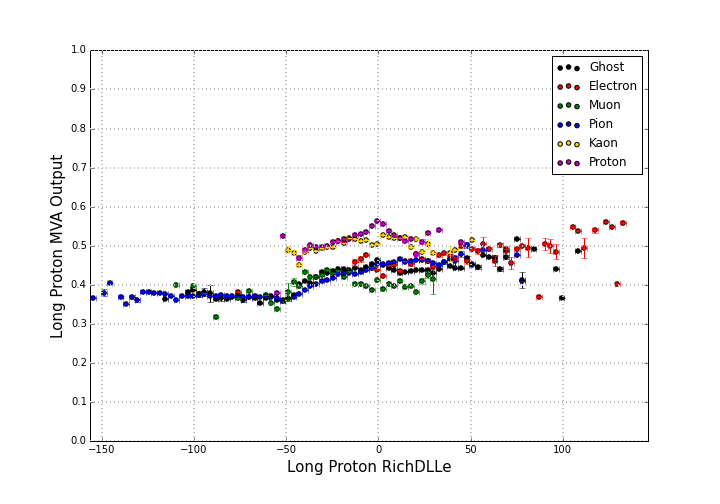 1.0
0.9
0.8
0.7
0.6
0.5
0.4
0.3
0.2
0.1
0.0
Long Proton MVA Output
Ghost
Electron
Muon
Pion
Kaon
Proton
−150 −100 −50 0 50 100
Long Proton RichDLLe